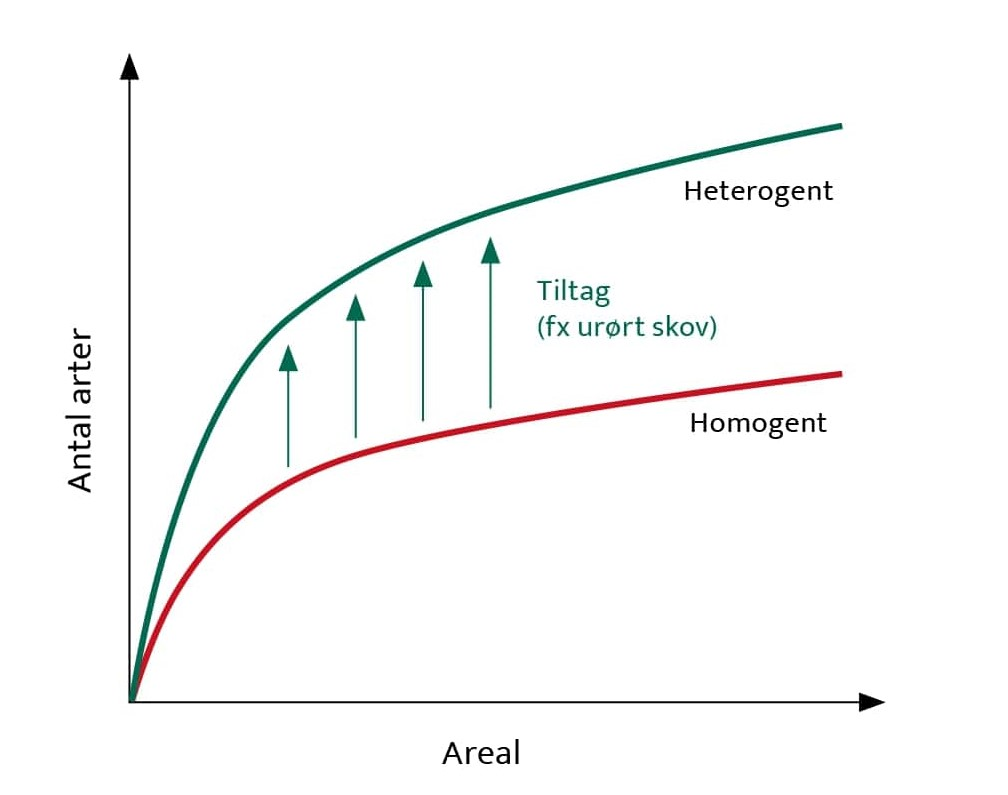 Heterogent
Tiltag
(fx urørt skov)
Homogent
Antal arter
Areal